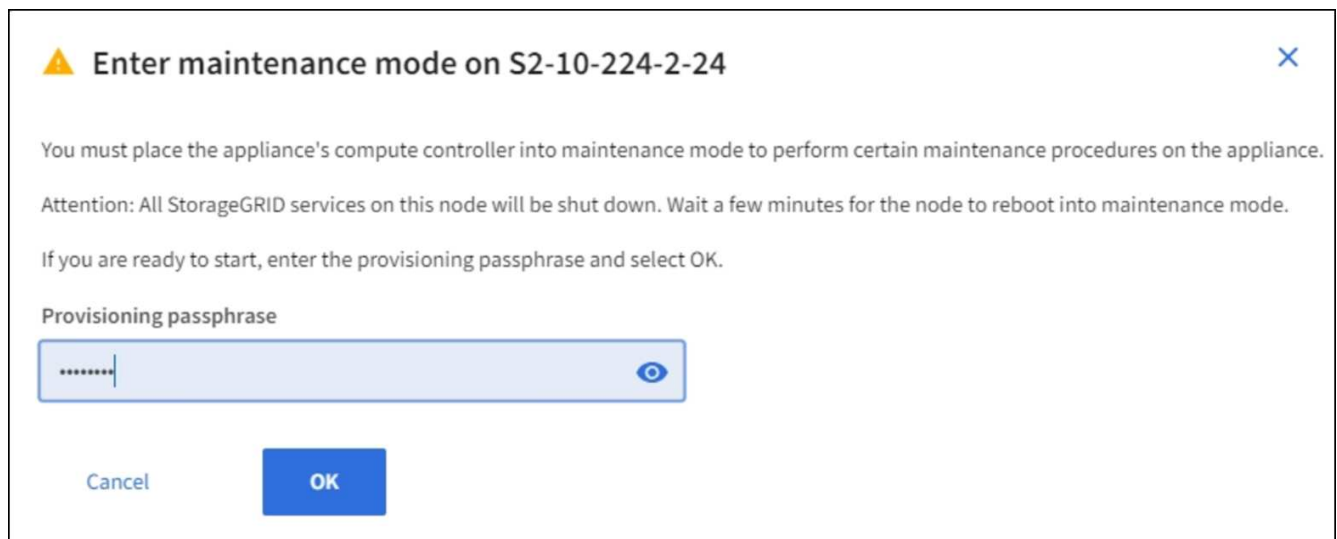 Enter maintenance mode on S2-10-224-2-24
You must place the appliance's compute controller into maintenance mode to perform certain maintenance procedures on the appliance.
Attention: All StorageGRID services on this node will be shut down. Wait a few minutes for the node to reboot into maintenance mode.
If you are ready to start, enter the provisioning passphrase and select OK.
Provisioning passphrase
••••••••
Cancel OK